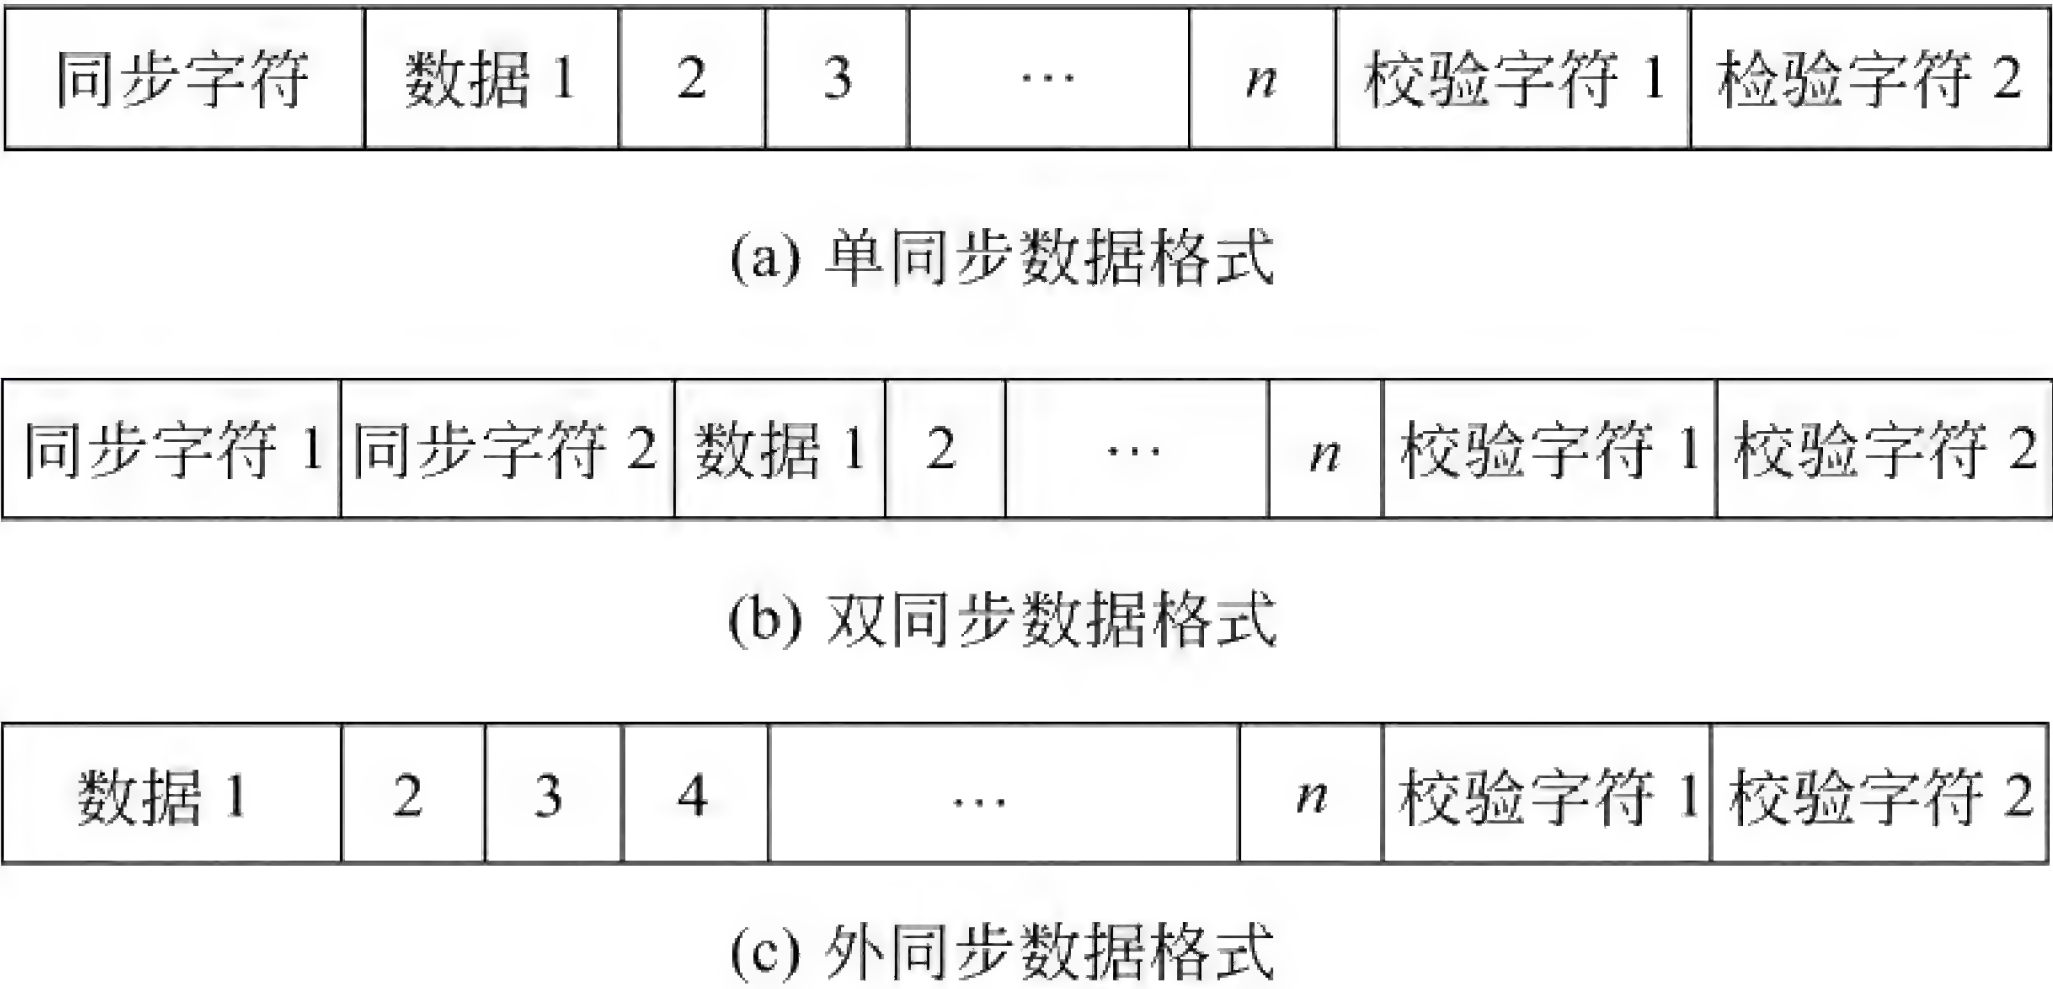 同步字符 数据 1 2 3 … n 校验字符 1 检验字符 2
(a) 单同步数据格式
同步字符 1 同步字符 2 数据 1 2 … n 校验字符 1 校验字符 2
(b) 双同步数据格式
数据 1 2 3 4 … n 校验字符 1 校验字符 2
(c) 外同步数据格式